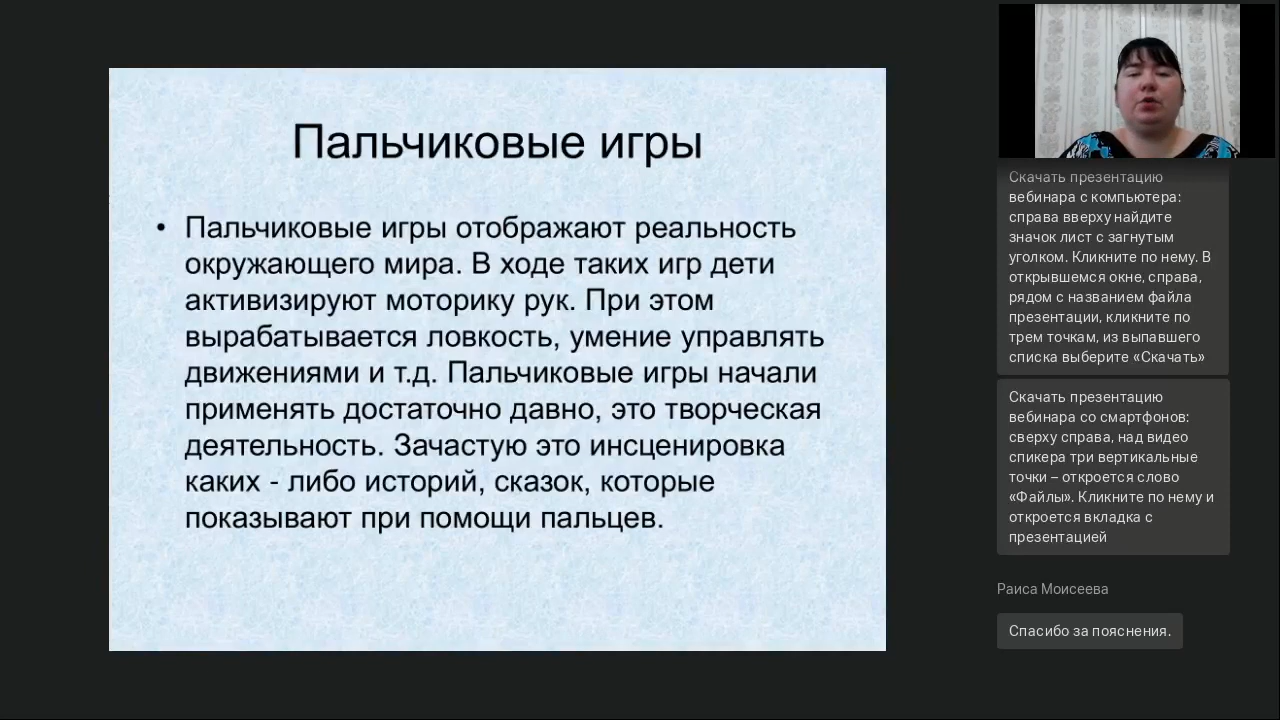 Пальчиковые игры
• Пальчиковые игры отображают реальность
окружающего мира. В ходе таких игр дети
активизируют моторику рук. При этом
вырабатывается ловкость, умение управлять
движениями и т.д. Пальчиковые игры начали
применять достаточно давно, это творческая
деятельность. Зачастую это инсценировка
каких - либо историй, сказок, которые
показывают при помощи пальцев.
Скачать презентацию
вебинара с компьютера:
справа вверху найдите
значок лист с загнутым
уголком. Кликните по нему. В
открывшемся окне, справа,
рядом с названием файла
презентации, кликните по
трем точкам, из выпавшего
списка выберите «Скачать»
Скачать презентацию
вебинара со смартфонов:
сверху справа, над видео
спикера три вертикальные
точки – откроется слово
«Файлы». Кликните по нему и
откроется вкладка с
презентацией
Раиса Моисеева
Спасибо за пояснения.